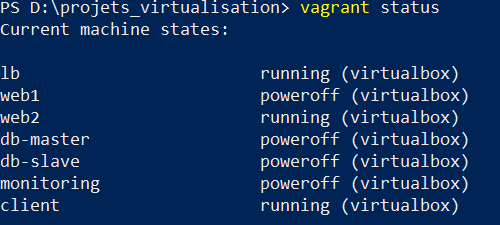 PS D:\projets_virtualisation> vagrant status
Current machine states:
lb                        running (virtualbox)
web1                      poweroff (virtualbox)
web2                      running (virtualbox)
db-master                 poweroff (virtualbox)
db-slave                  poweroff (virtualbox)
monitoring                poweroff (virtualbox)
client                    running (virtualbox)